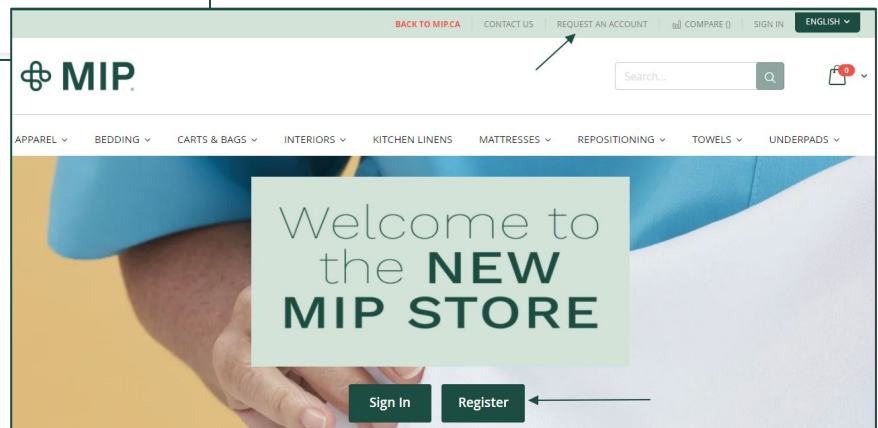 BACK TO MIP.CA CONTACT US REQUEST AN ACCOUNT COMPARE () SIGN IN ENGLISH
MIP®
Search...
0
APPAREL BEDDING CARTS & BAGS INTERIORS KITCHEN LINENS MATTRESSES REPOSITIONING TOWELS UNDERPADS
Welcome to
the NEW
MIP STORE
Sign In Register